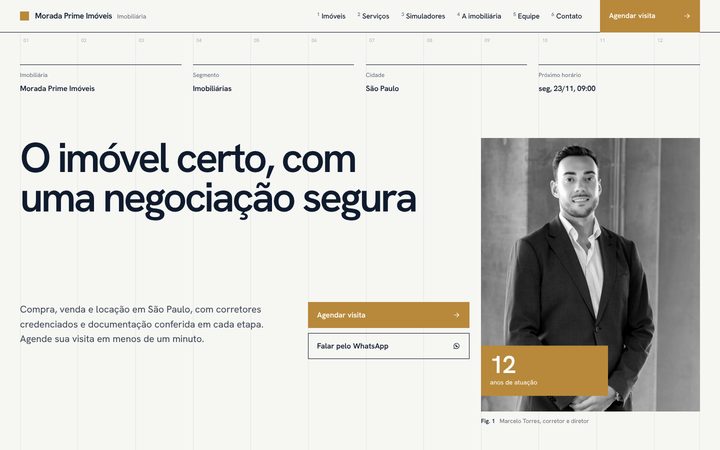 Morada Prime Imóveis Imobiliária
1 Imóveis 2 Serviços 3 Simuladores 4 A imobiliária 5 Equipe 6 Contato
Agendar visita
01 02 03 04 05 06 07 08 09 10 11 12
Imobiliária
Morada Prime Imóveis
Segmento
Imobiliárias
Cidade
São Paulo
Próximo horário
seg, 23/11, 09:00
O imóvel certo, com
uma negociação segura
Compra, venda e locação em São Paulo, com corretores
credenciados e documentação conferida em cada etapa.
Agende sua visita em menos de um minuto.
Agendar visita
Falar pelo WhatsApp
12
anos de atuação
Fig. 1 Marcelo Torres, corretor e diretor